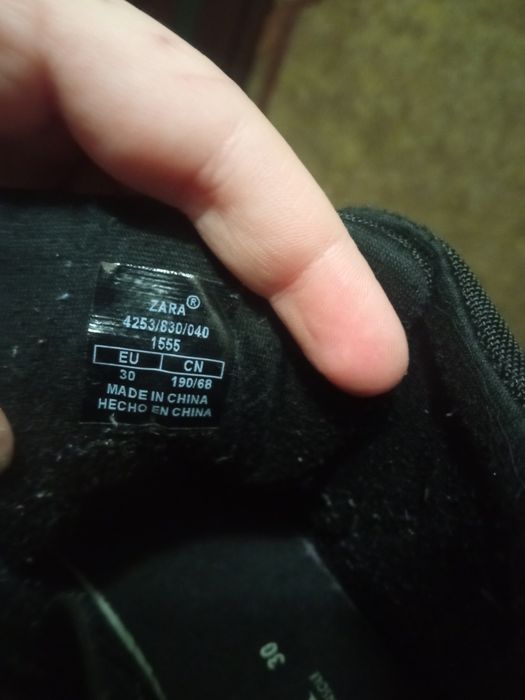 ZARA®
4253/830/040
1555
EU CN
30 190/68
MADE IN CHINA
HECHO EN CHINA
30